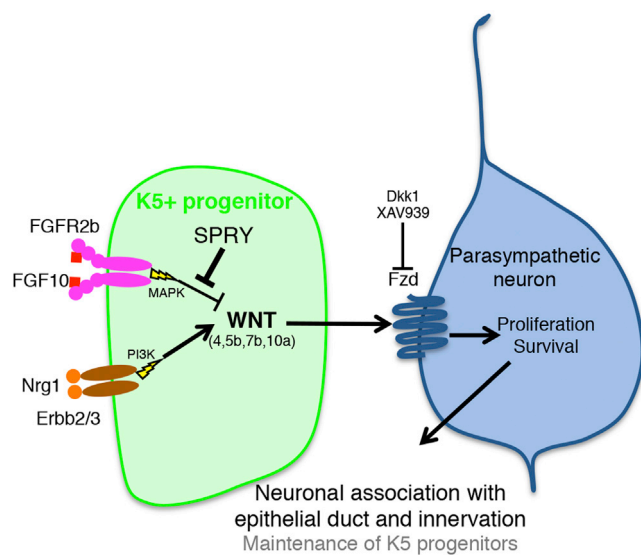 K5+ progenitor
FGFR2b
SPRY
FGF10
MAPK
WNT
(4,5b,7b,10a)
PI3K
Nrg1
Erbb2/3
Dkk1
XAV939
Fzd
Parasympathetic
neuron
Proliferation
Survival
Neuronal association with
epithelial duct and innervation
Maintenance of K5 progenitors